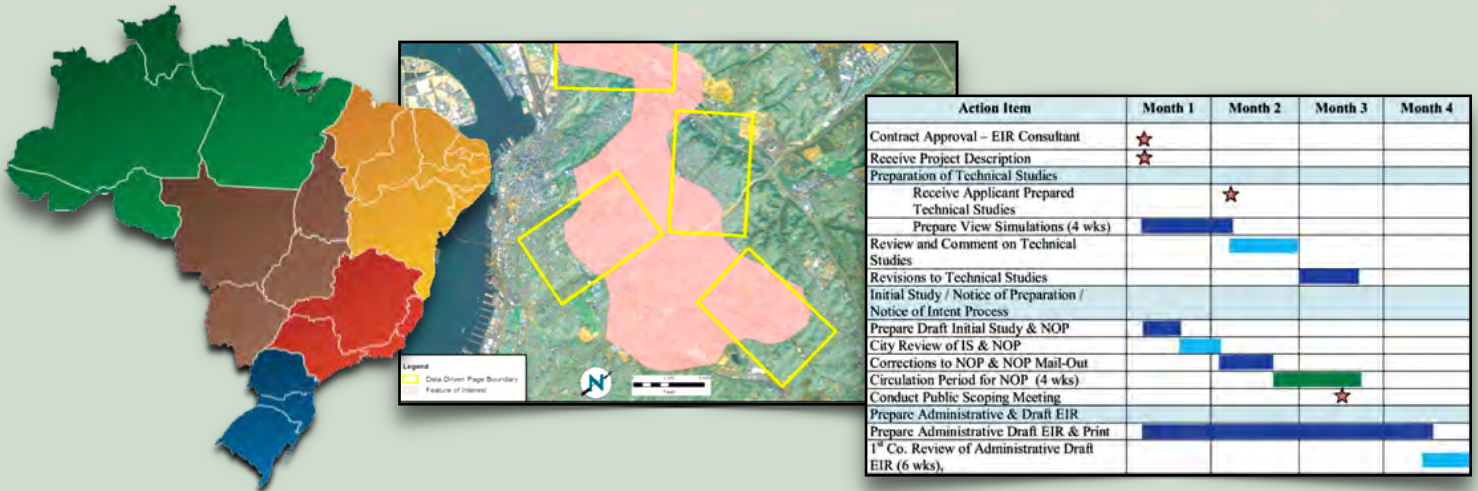 Legend
Data Driven Page Boundary
Feature of Interest
N
Feet
Action Item Month 1 Month 2 Month 3 Month 4
Contract Approval – EIR Consultant
Receive Project Description
Preparation of Technical Studies
Receive Applicant Prepared
Technical Studies
Prepare View Simulations (4 wks)
Review and Comment on Technical
Studies
Revisions to Technical Studies
Initial Study / Notice of Preparation /
Notice of Intent Process
Prepare Draft Initial Study & NOP
City Review of IS & NOP
Corrections to NOP & NOP Mail-Out
Circulation Period for NOP (4 wks)
Conduct Public Scoping Meeting
Prepare Administrative & Draft EIR
Prepare Administrative Draft EIR & Print
1st Co. Review of Administrative Draft
EIR (6 wks),